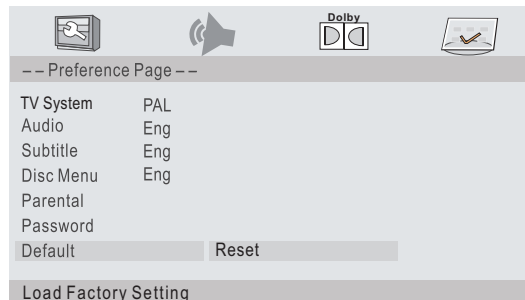 Dolby
-- Preference Page --
TV System PAL
Audio Eng
Subtitle Eng
Disc Menu Eng
Parental
Password
Default Reset
Load Factory Setting